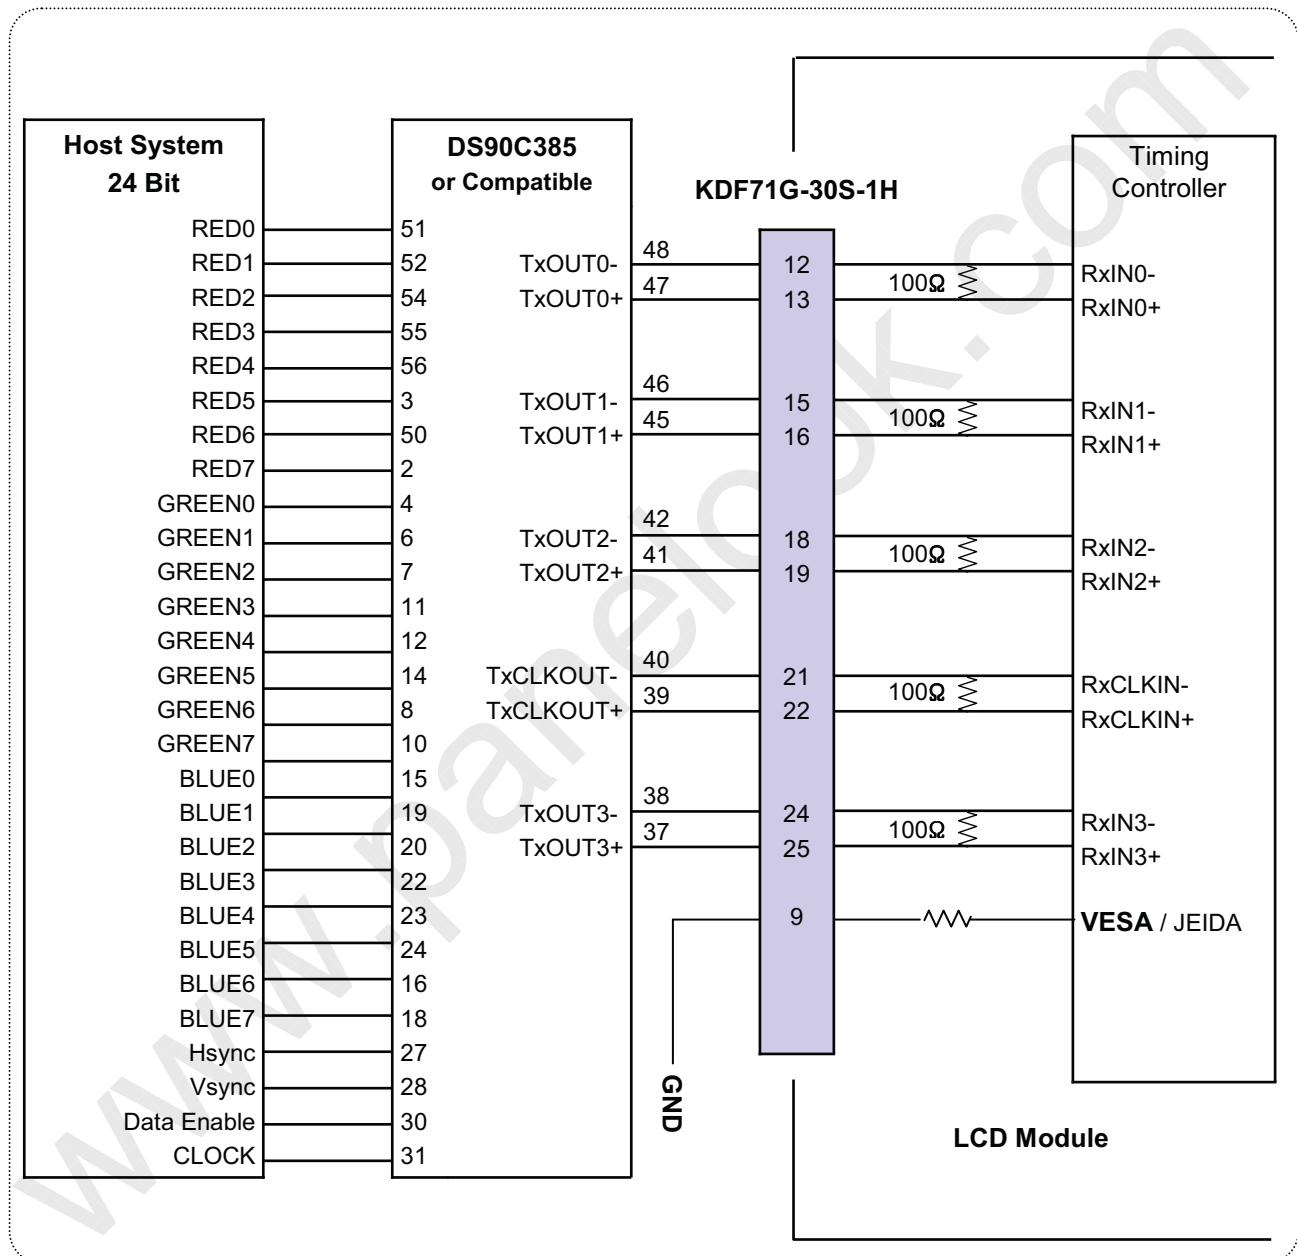 Host System
24 Bit
RED0
RED1
RED2
RED3
RED4
RED5
RED6
RED7
GREEN0
GREEN1
GREEN2
GREEN3
GREEN4
GREEN5
GREEN6
GREEN7
BLUE0
BLUE1
BLUE2
BLUE3
BLUE4
BLUE5
BLUE6
BLUE7
Hsync
Vsync
Data Enable
CLOCK
DS90C385
or Compatible
51
52
54
55
56
3
50
2
4
6
7
11
12
14
8
10
15
19
20
22
23
24
16
18
27
28
30
31
TxOUT0-
TxOUT0+
TxOUT1-
TxOUT1+
TxOUT2-
TxOUT2+
TxCLKOUT-
TxCLKOUT+
TxOUT3-
TxOUT3+
48
47
46
45
42
41
40
39
38
37
GND
KDF71G-30S-1H
12
13
15
16
18
19
21
22
24
25
9
100Ω
100Ω
100Ω
100Ω
100Ω
Timing
Controller
RxIN0-
RxIN0+
RxIN1-
RxIN1+
RxIN2-
RxIN2+
RxCLKIN-
RxCLKIN+
RxIN3-
RxIN3+
VESA / JEIDA
LCD Module
www.panelook.com